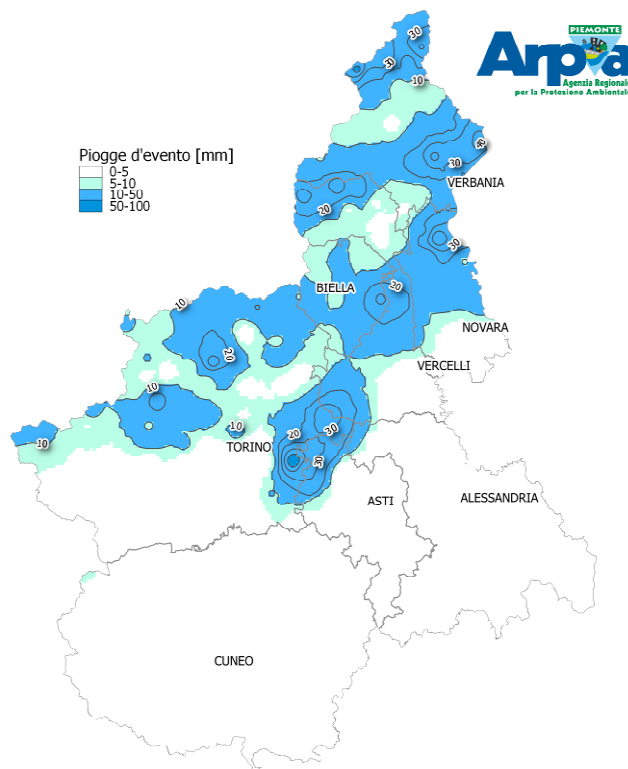 PIEMONTE
Arpa
Agenzia Regionale
per la Protezione Ambientale
Piogge d'evento [mm]
0-5
5-10
10-50
50-100
30
30
10
40
30
VERBANIA
20
30
BIELLA
20
10
NOVARA
20
VERCELLI
10
10
20
30
10
TORINO
30
ASTI
ALESSANDRIA
CUNEO